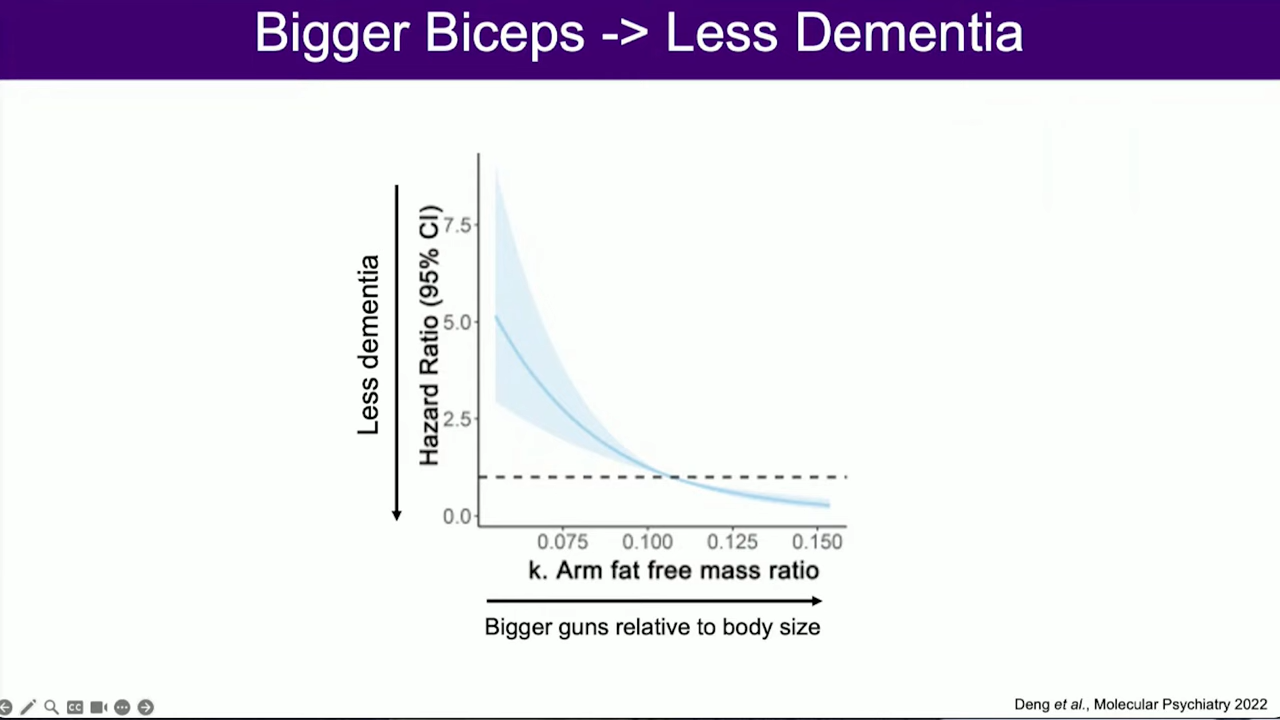 Bigger Biceps -> Less Dementia
Less dementia
Hazard Ratio (95% CI)
7.5
5.0
2.5
0.0
0.075 0.100 0.125 0.150
k. Arm fat free mass ratio
Bigger guns relative to body size
CC
Deng et al., Molecular Psychiatry 2022